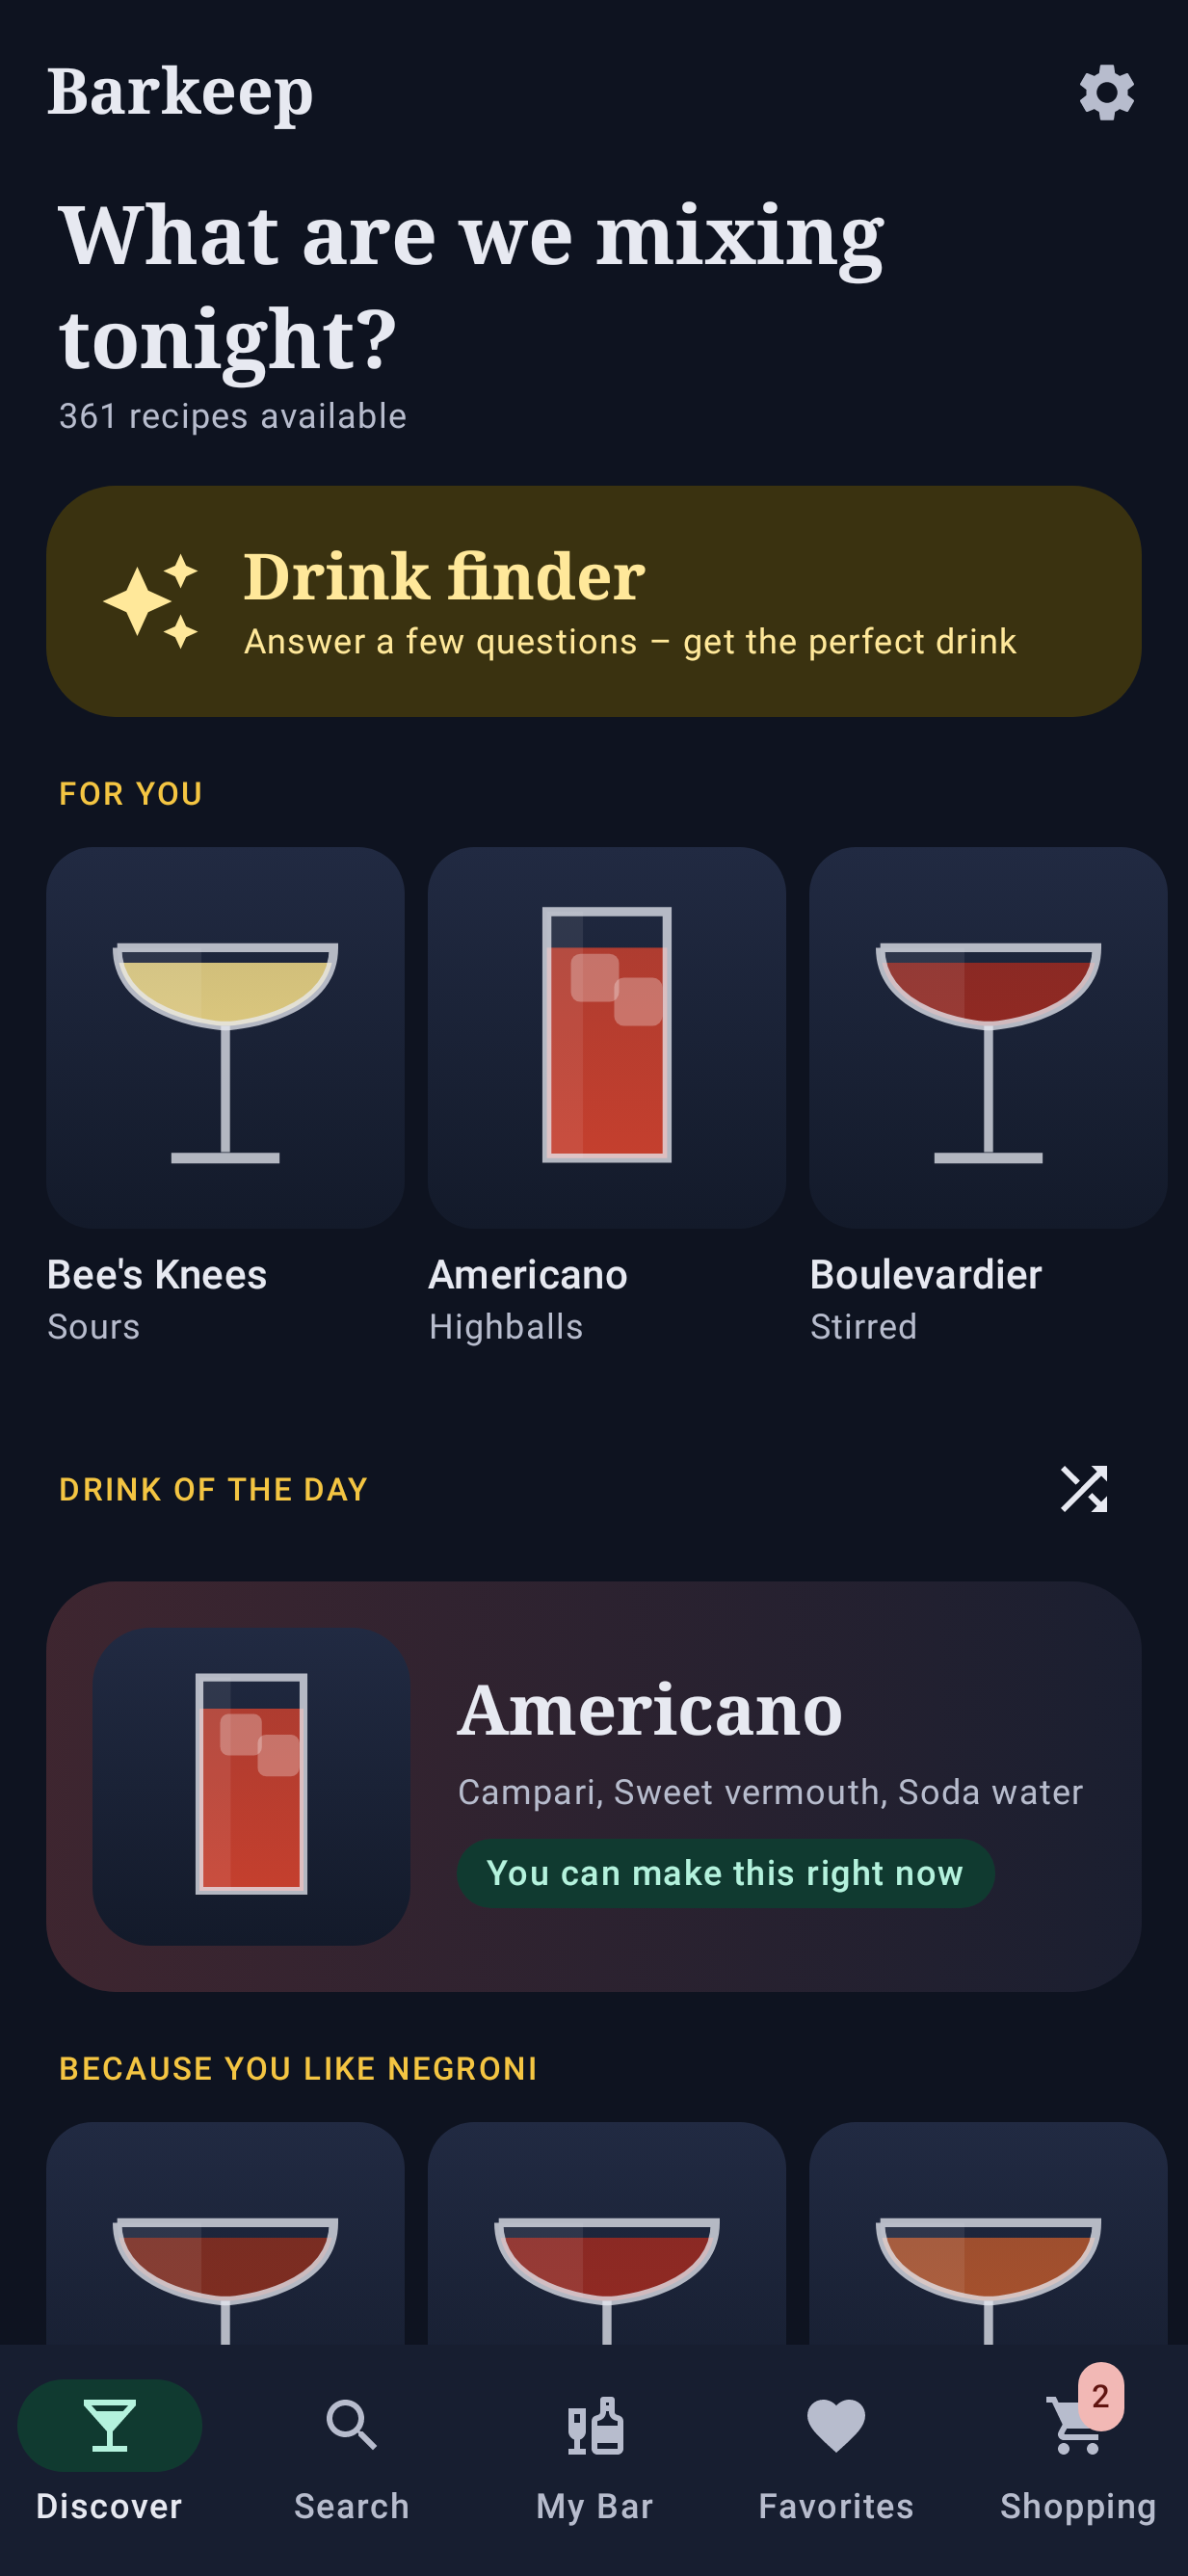 Barkeep
What are we mixing
tonight?
361 recipes available
Drink finder
Answer a few questions – get the perfect drink
FOR YOU
Bee's Knees
Sours
Americano
Highballs
Boulevardier
Stirred
DRINK OF THE DAY
Americano
Campari, Sweet vermouth, Soda water
You can make this right now
BECAUSE YOU LIKE NEGRONI
2
Discover
Search
My Bar
Favorites
Shopping